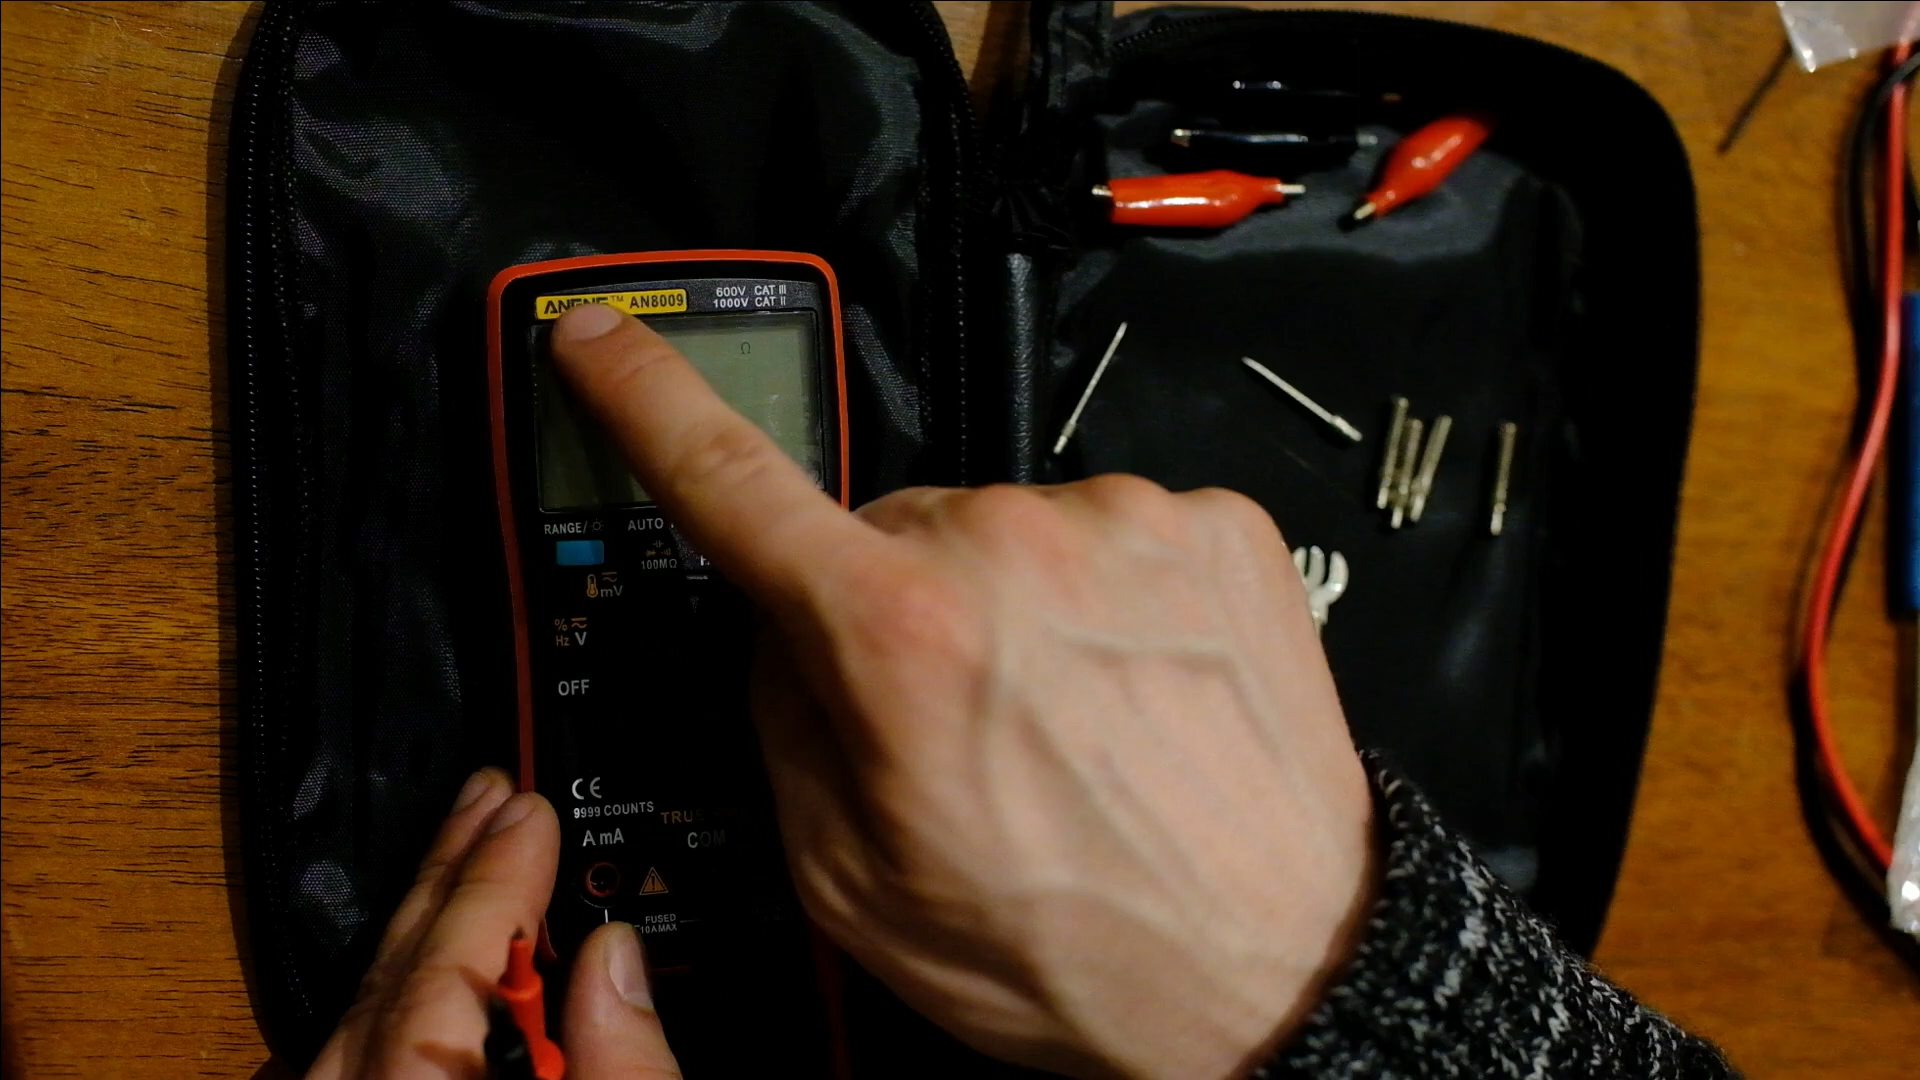 AN8009
600V CAT III
1000V CAT II
Ω
RANGE/
AUTO
100MΩ
mV
%
Hz V
OFF
CE
9999 COUNTS
A mA
COM
FUSED
10A MAX